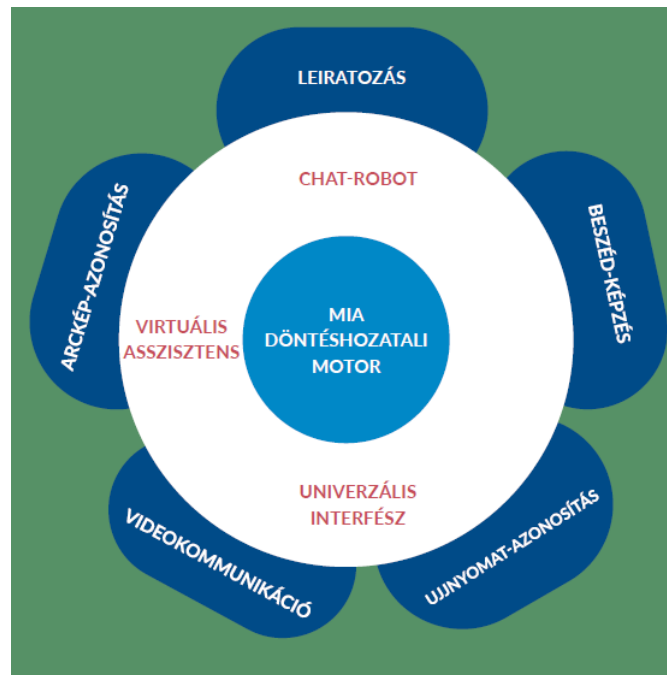 LEIRATOZÁS
CHAT-ROBOT
ARCKÉP-AZONOSÍTÁS
BESZÉD-KÉPZÉS
VIRTUÁLIS
ASSZISZTENS
MIA
DÖNTÉSHOZATALI
MOTOR
UNIVERZÁLIS
INTERFÉSZ
VIDEOKOMMUNIKÁCIÓ
UJJNYOMAT-AZONOSÍTÁS